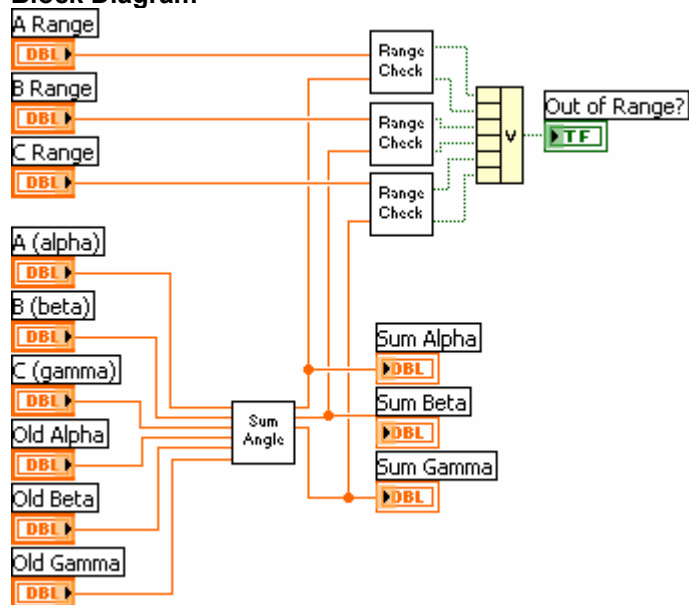 Block Diagram
A Range
DBL
B Range
DBL
C Range
DBL
Range
Check
Range
Check
Range
Check
V
Out of Range?
TF
A (alpha)
DBL
B (beta)
DBL
C (gamma)
DBL
Old Alpha
DBL
Old Beta
DBL
Old Gamma
DBL
Sum
Angle
Sum Alpha
DBL
Sum Beta
DBL
Sum Gamma
DBL